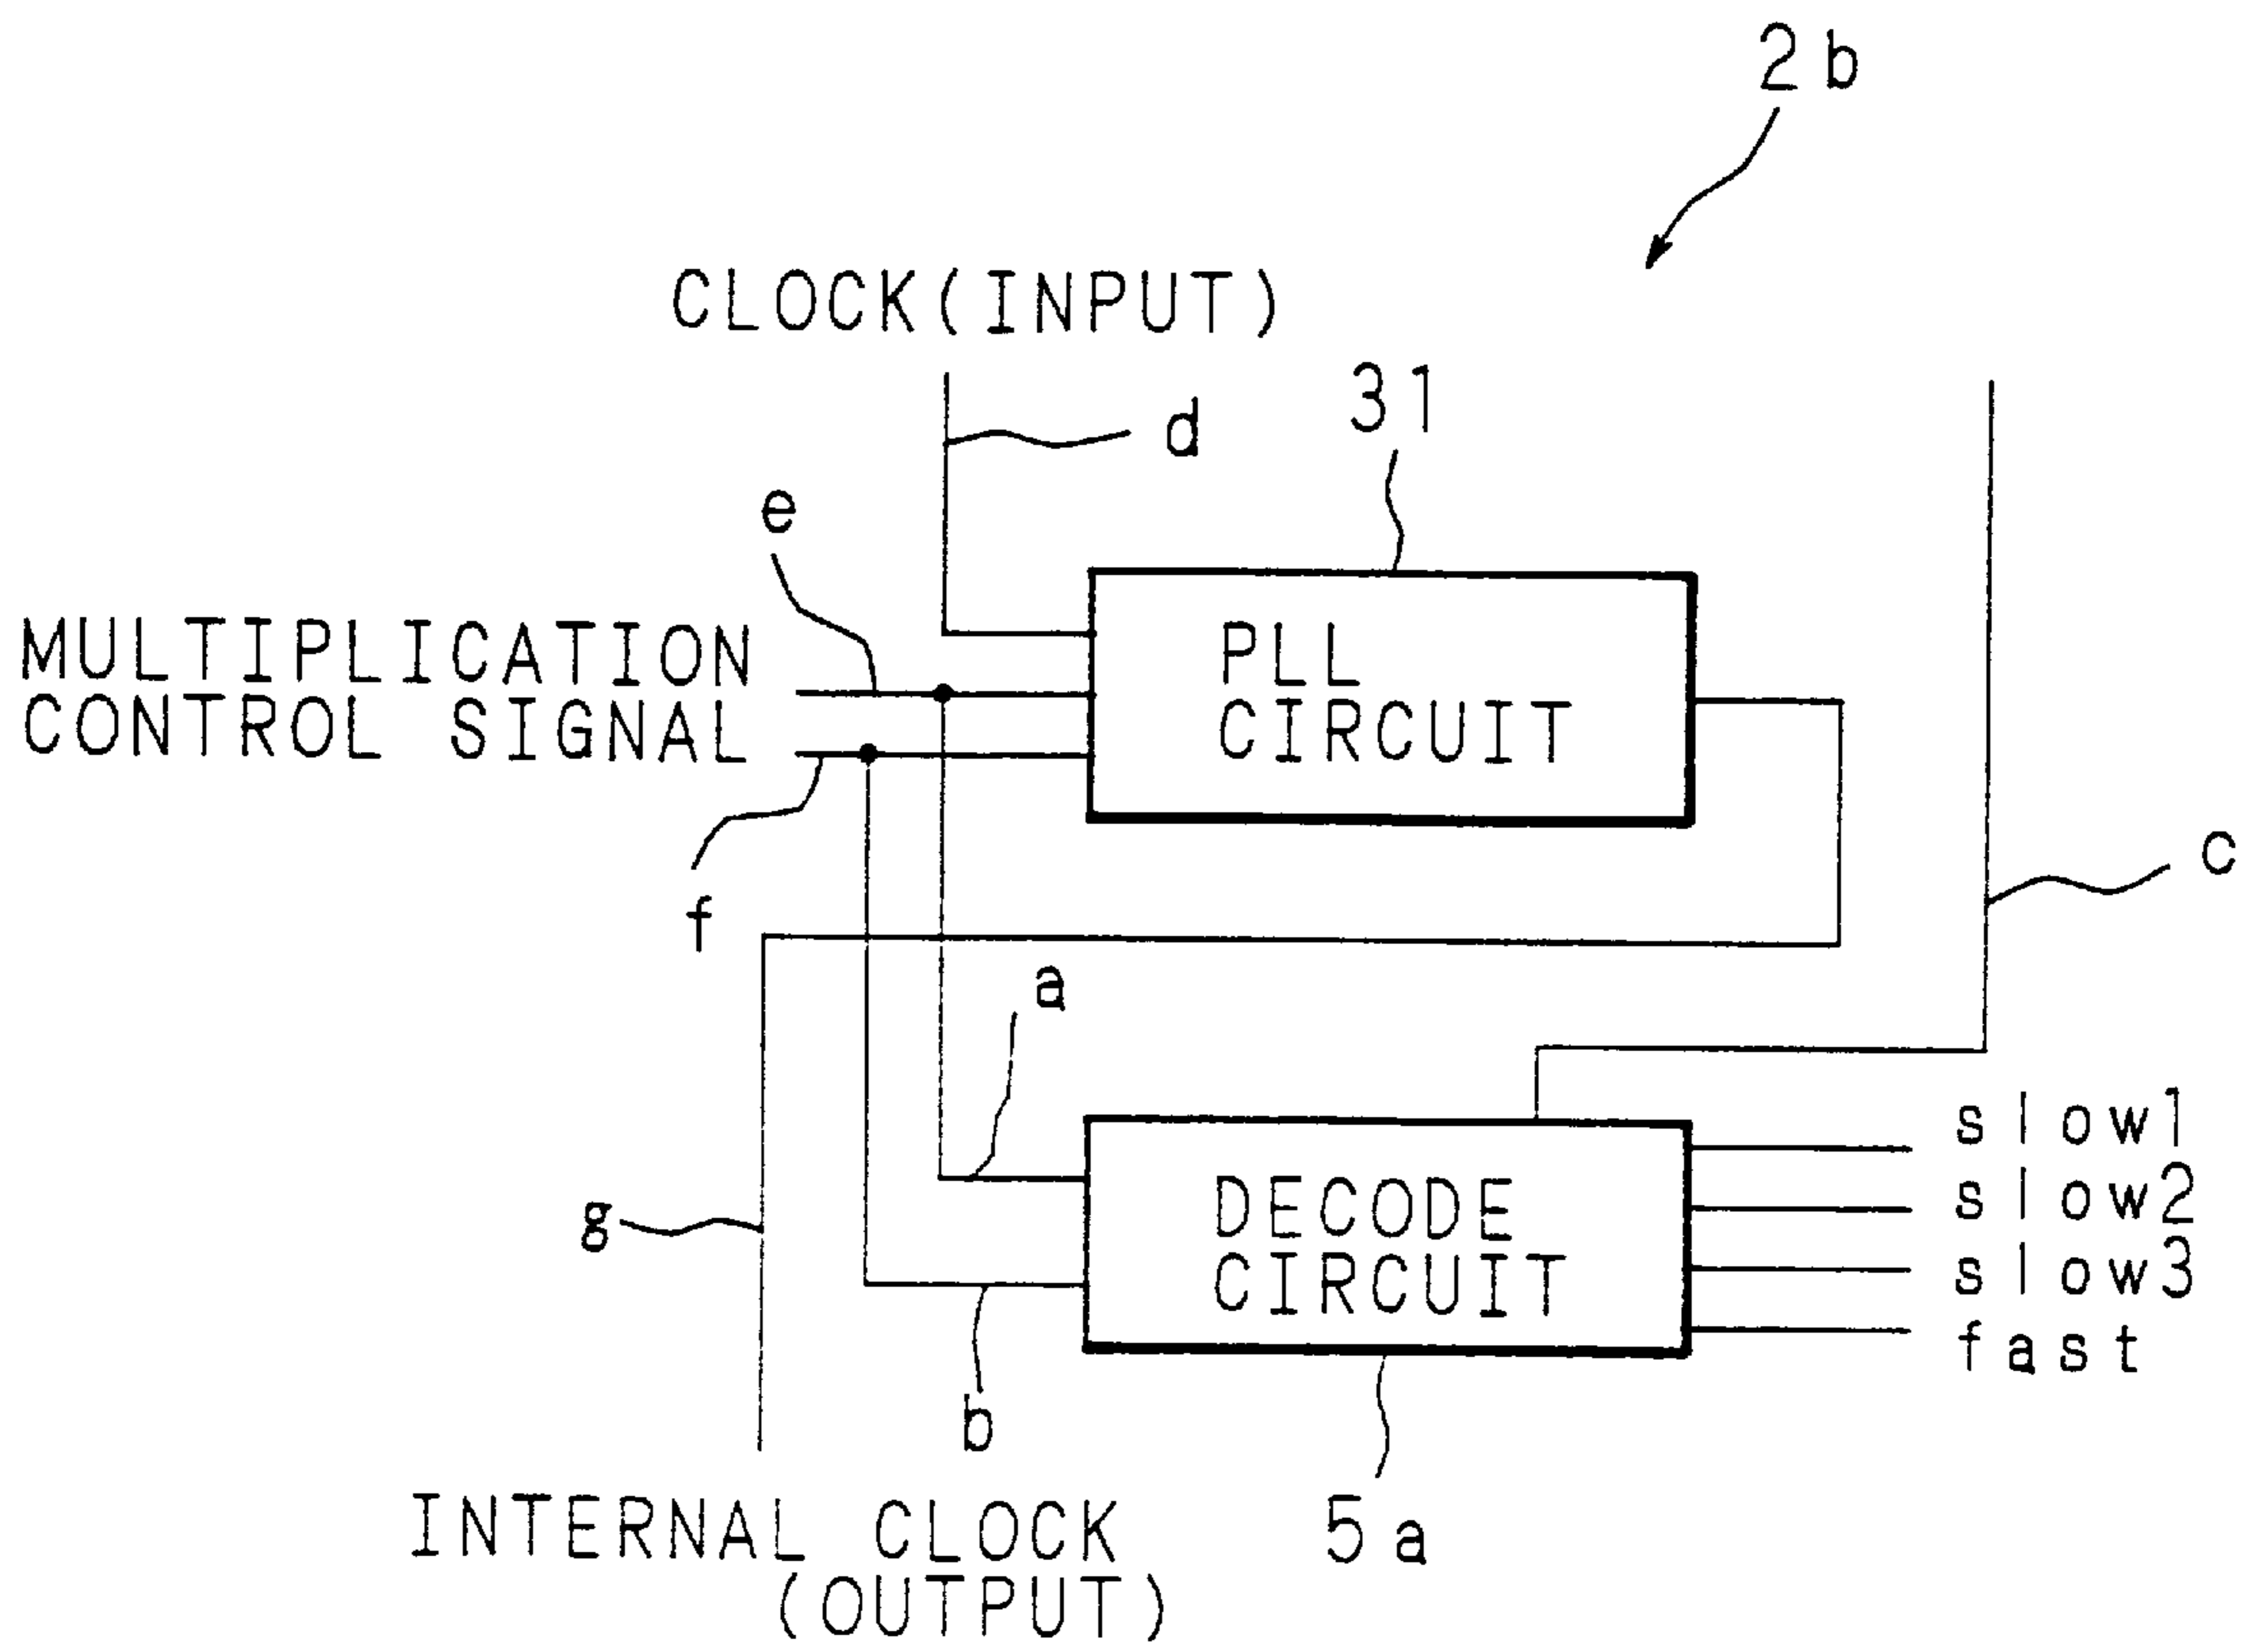 2b
CLOCK(INPUT)
31
d
e
MULTIPLICATION
CONTROL SIGNAL
PLL
CIRCUIT
c
f
a
slow1
slow2
slow3
fast
DECODE
CIRCUIT
g
b
5a
INTERNAL CLOCK
(OUTPUT)